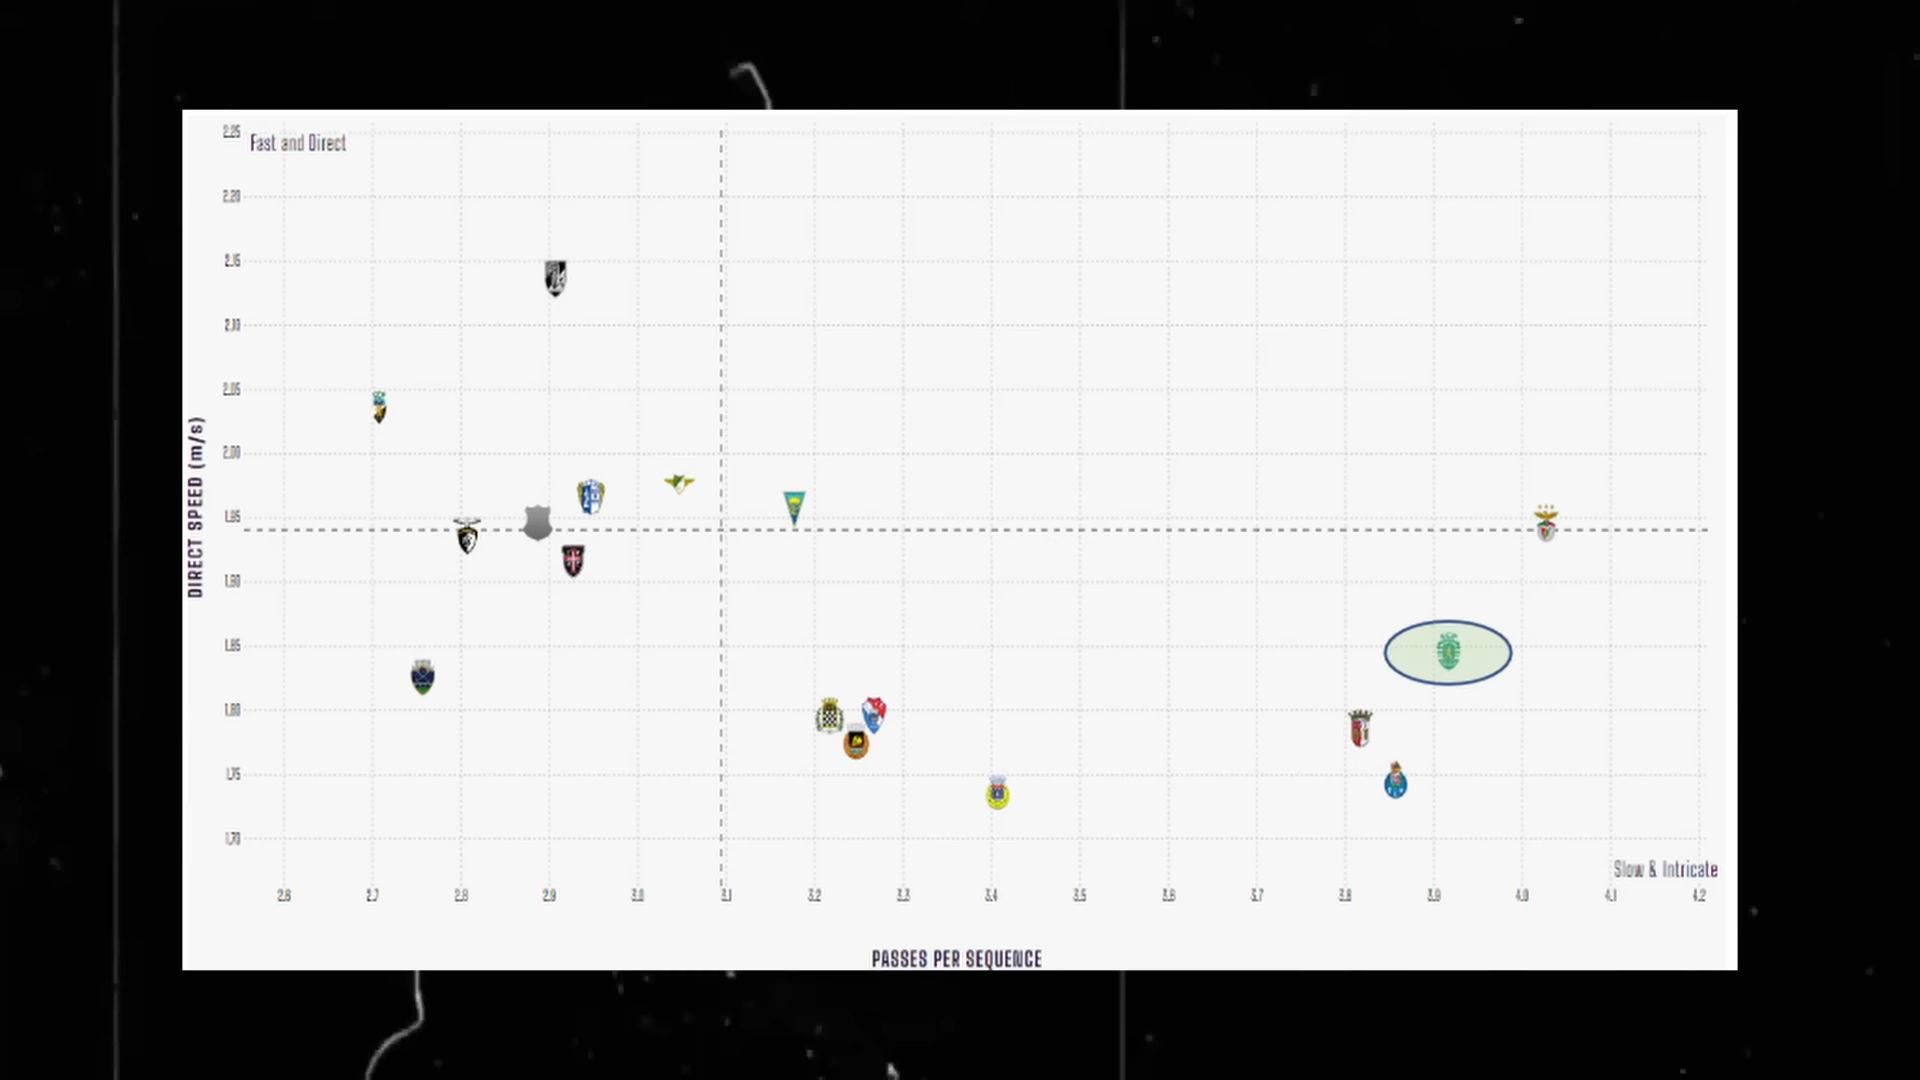 2.25
Fast and Direct
2.20
2.15
2.10
2.05
2.00
1.95
1.90
1.85
1.80
1.75
1.70
DIRECT SPEED (m/s)
Slow & Intricate
2.6 2.7 2.8 2.9 3.0 3.1 3.2 3.3 3.4 3.5 3.6 3.7 3.8 3.9 4.0 4.1 4.2
PASSES PER SEQUENCE